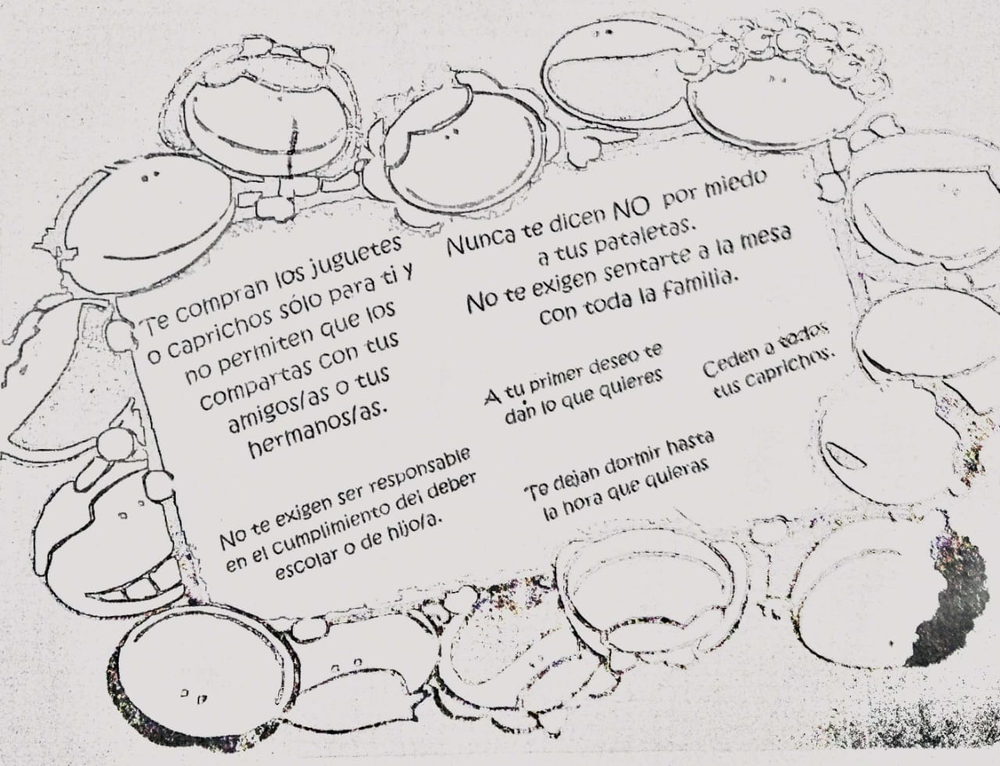 Te compran los juguetes
o caprichos sólo para ti y
no permiten que los
compartas con tus
amigos/as o tus
hermanos/as.
Nunca te dicen NO por miedo
a tus pataletas.
No te exigen sentarte a la mesa
con toda la familia.
A tu primer deseo te
dan lo que quieres
Ceden a todos
tus caprichos.
No te exigen ser responsable
en el cumplimiento del deber
escolar o de hijo/a.
Te dejan dormir hasta
la hora que quieras